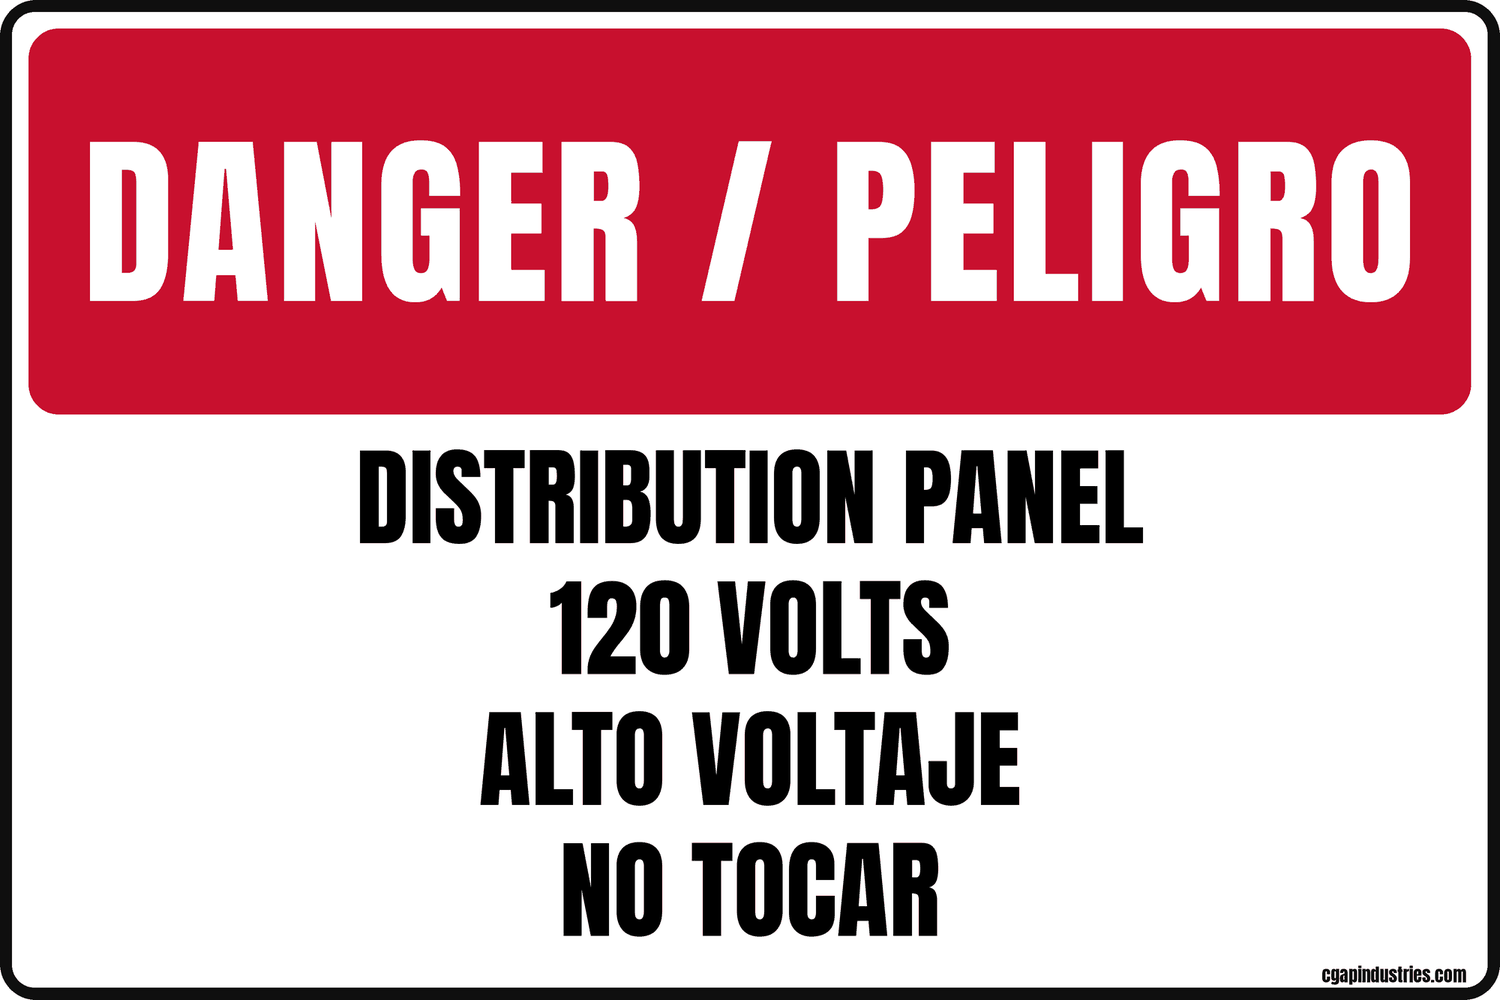 DANGER / PELIGRO
DISTRIBUTION PANEL
120 VOLTS
ALTO VOLTAJE
NO TOCAR
cgapindustries.com